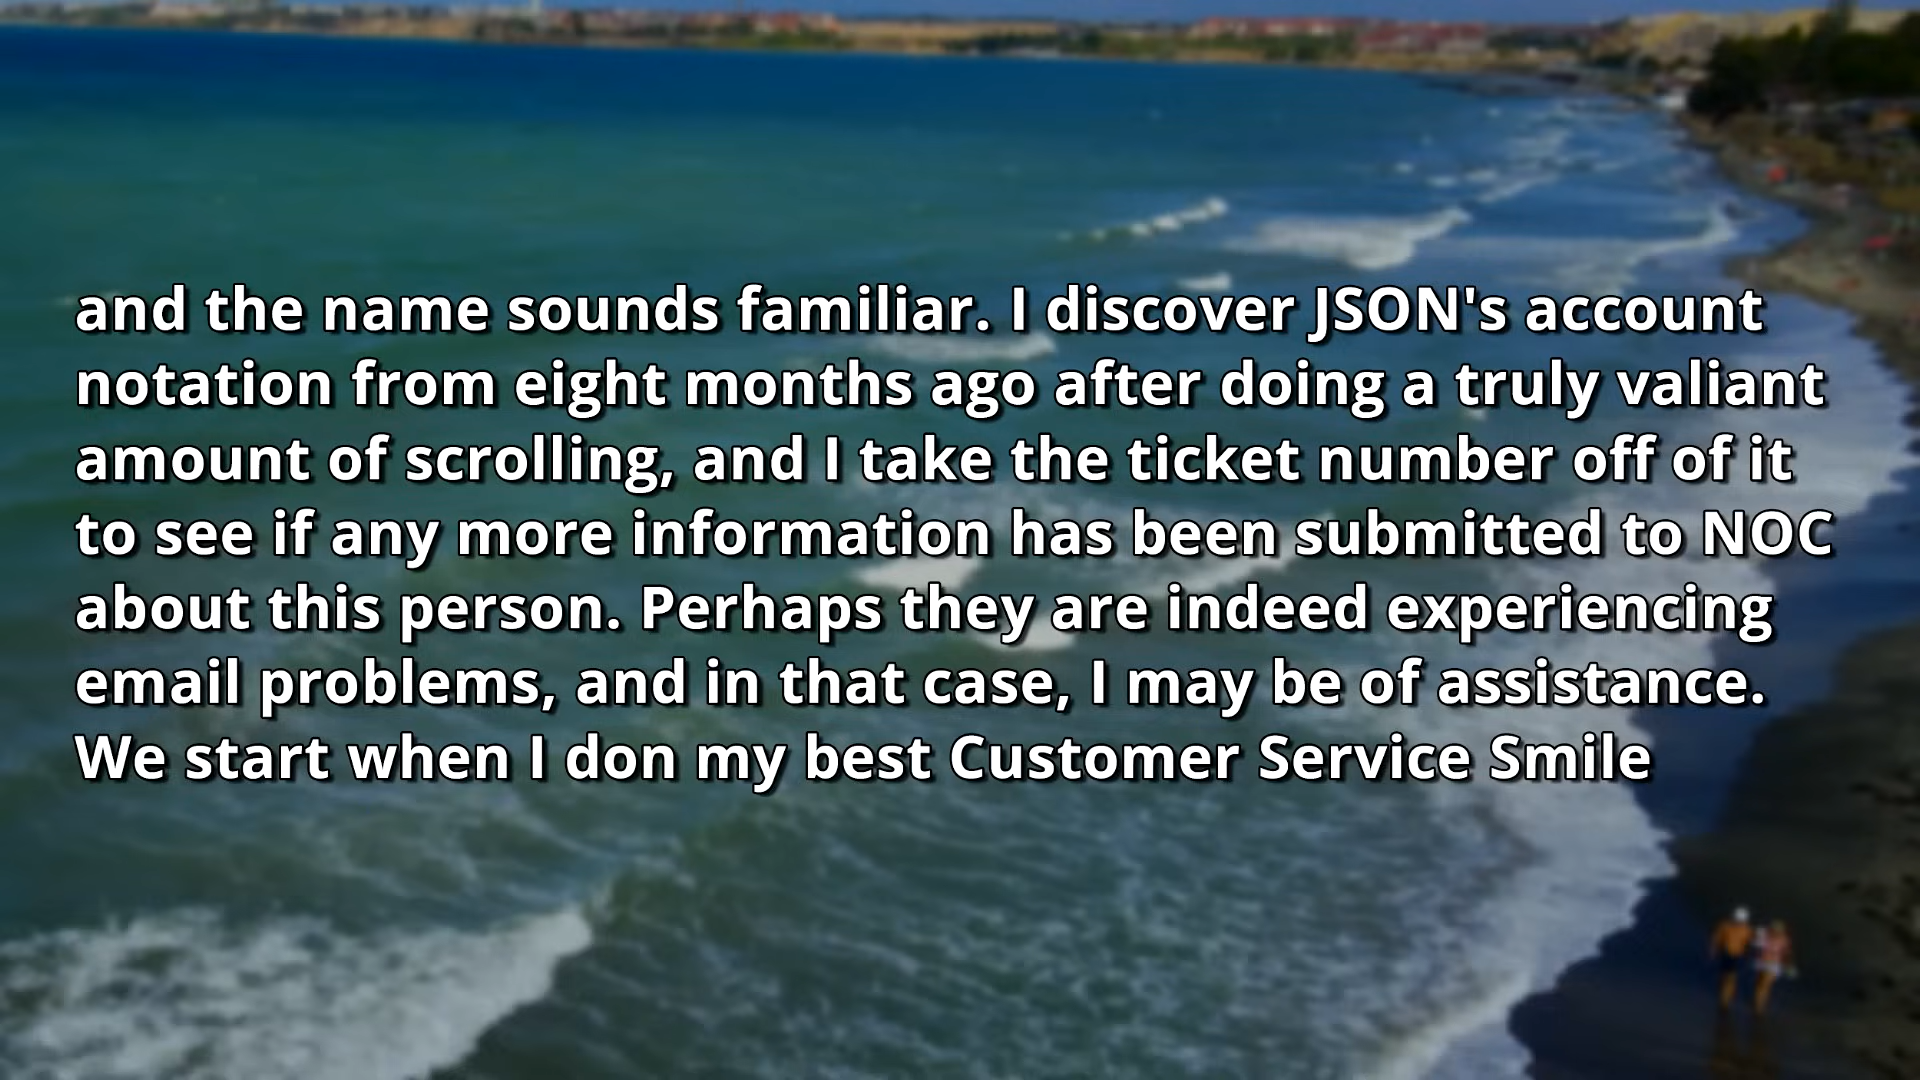 and the name sounds familiar. I discover JSON's account
notation from eight months ago after doing a truly valiant
amount of scrolling, and I take the ticket number off of it
to see if any more information has been submitted to NOC
about this person. Perhaps they are indeed experiencing
email problems, and in that case, I may be of assistance.
We start when I don my best Customer Service Smile